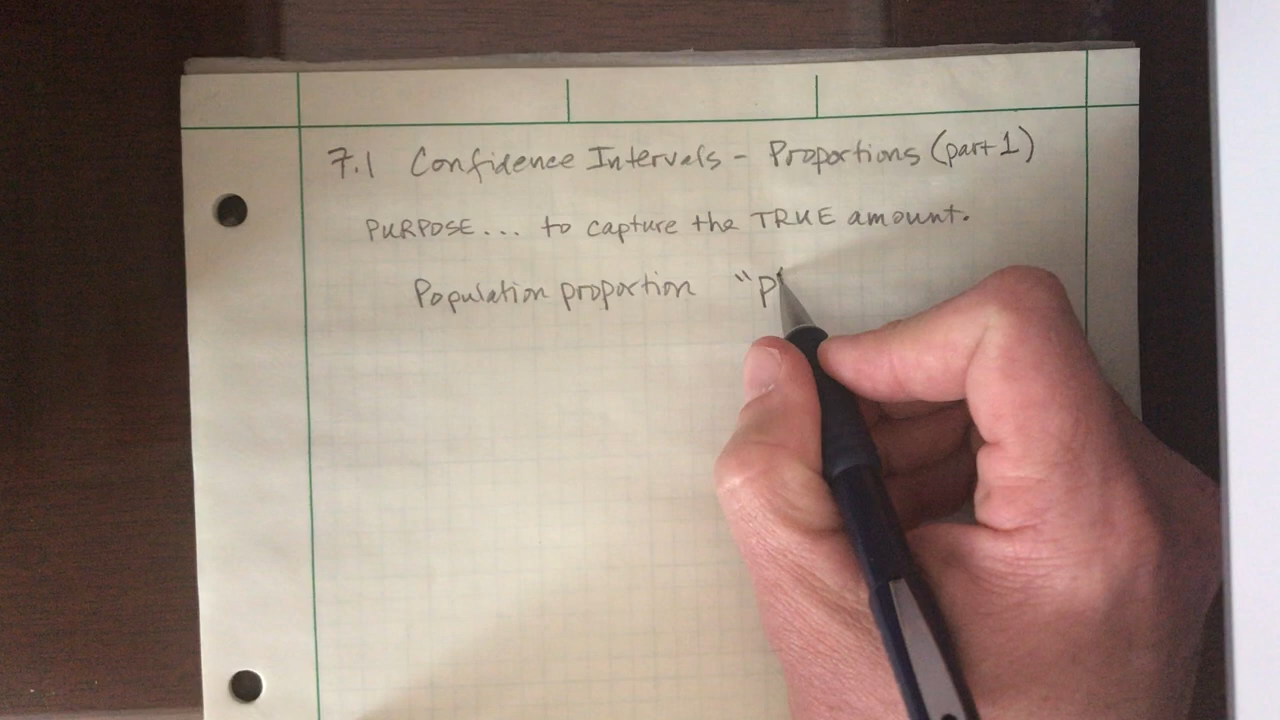 7.1 Confidence Intervals - Proportions (part 1)
PURPOSE... to capture the TRUE amount.
Population proportion "p"